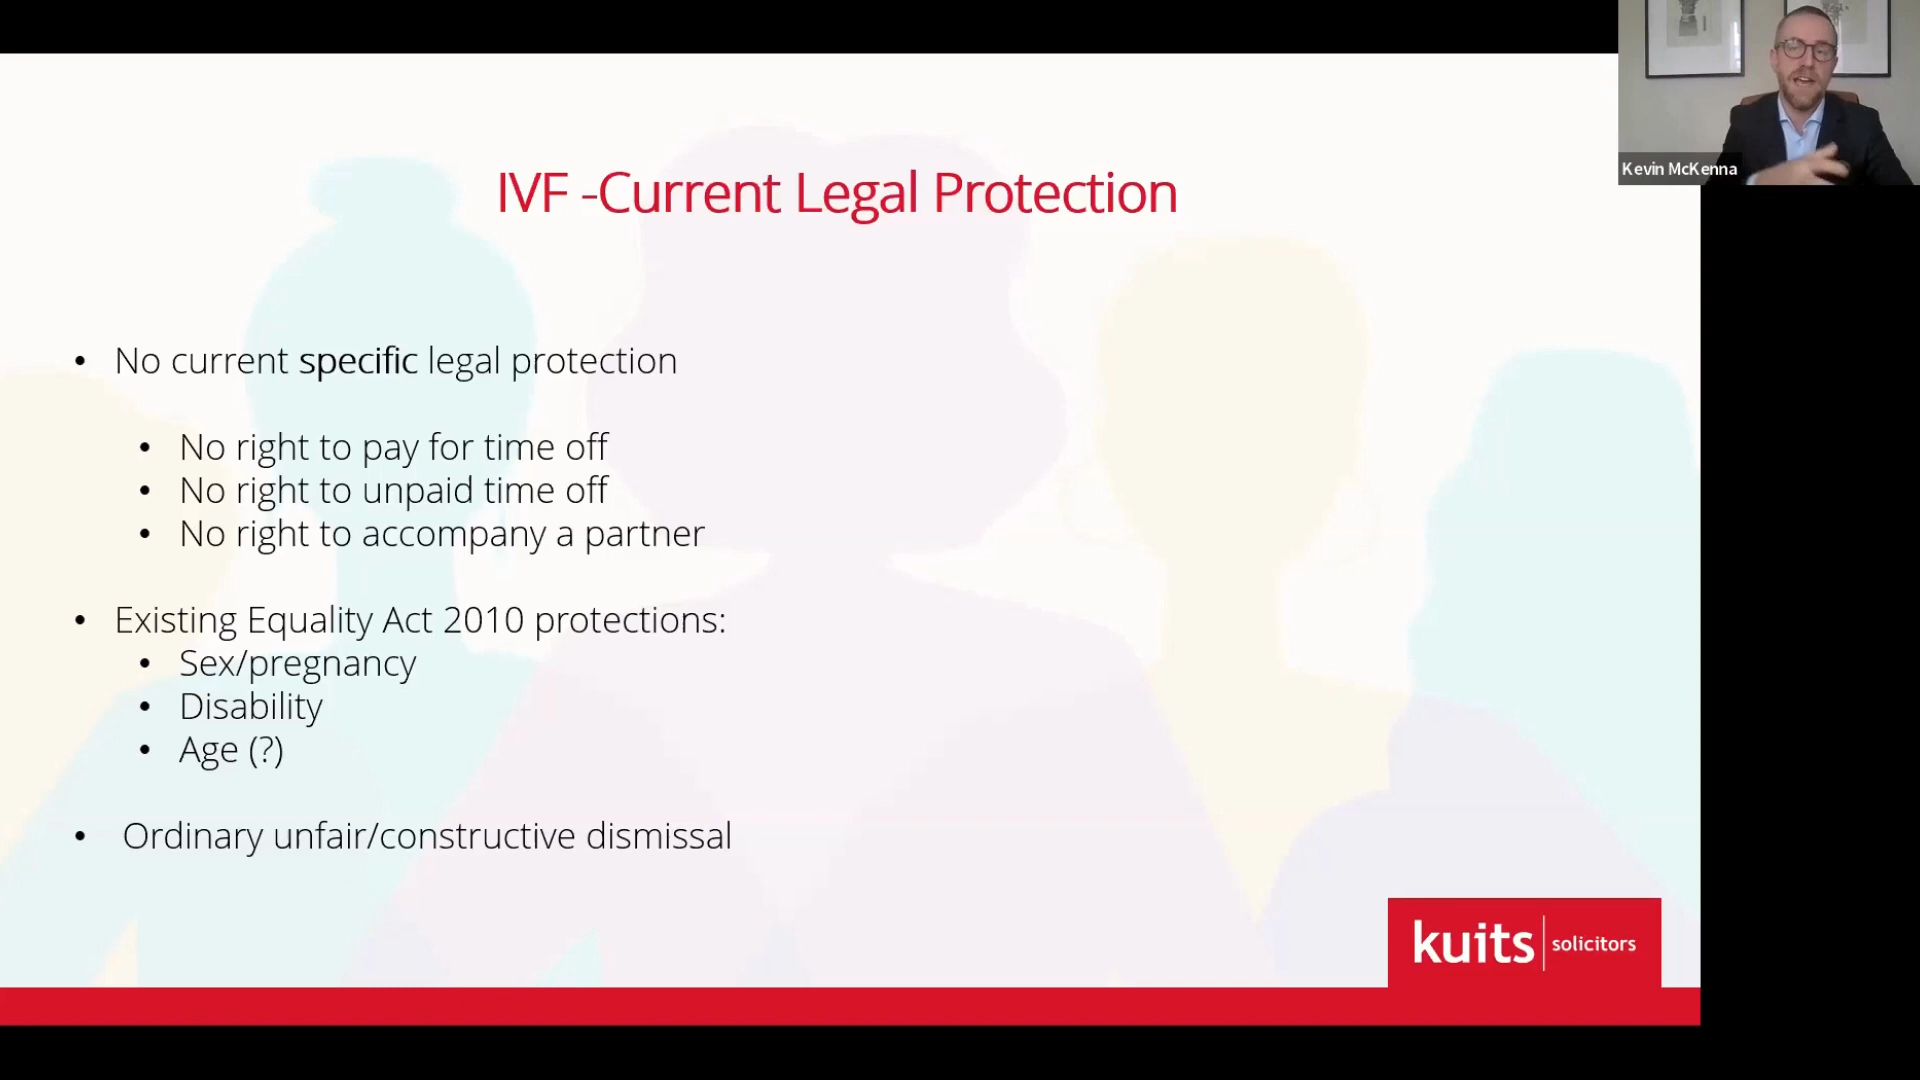 IVF -Current Legal Protection
• No current specific legal protection
• No right to pay for time off
• No right to unpaid time off
• No right to accompany a partner
• Existing Equality Act 2010 protections:
• Sex/pregnancy
• Disability
• Age (?)
• Ordinary unfair/constructive dismissal
kuits solicitors
Kevin McKenna